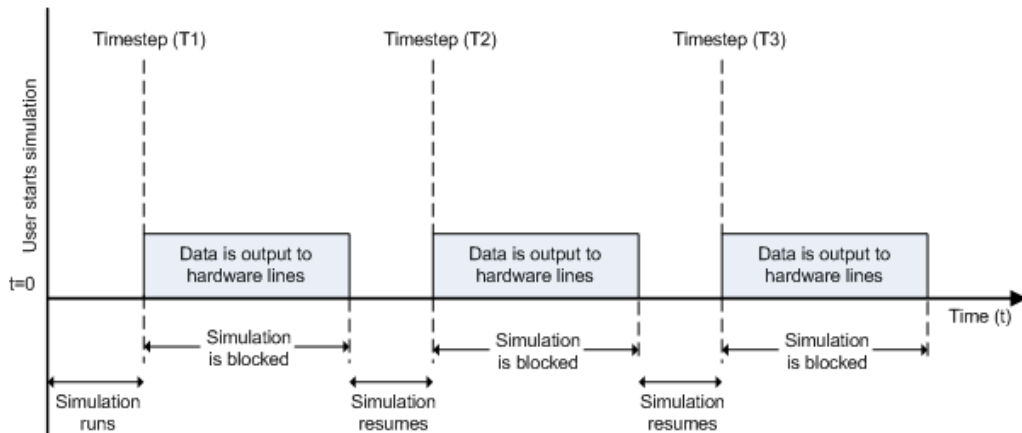 Timestep (T1)
Timestep (T2)
Timestep (T3)
User starts simulation
Data is output to
hardware lines
Data is output to
hardware lines
Data is output to
hardware lines
t=0
Time (t)
Simulation
is blocked
Simulation
is blocked
Simulation
is blocked
Simulation
runs
Simulation
resumes
Simulation
resumes